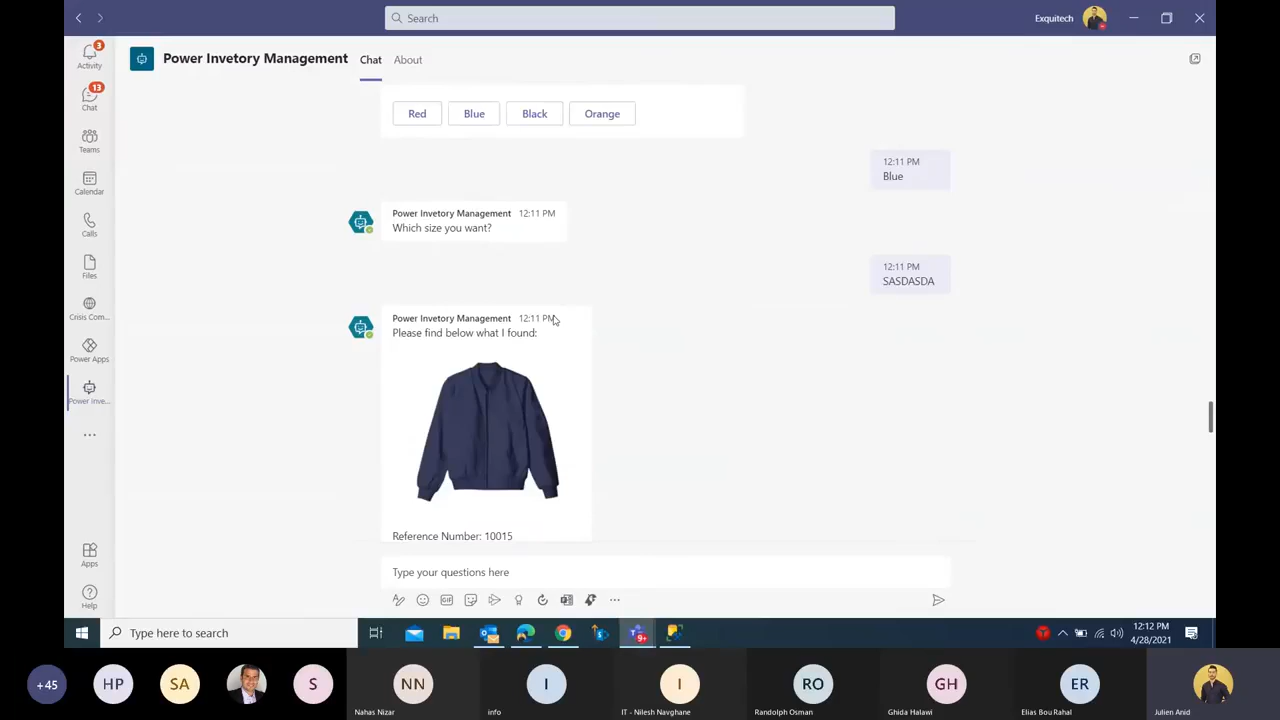 Search
Exquitech
Activity
3
Chat
13
Teams
Calendar
Calls
Files
Crisis Com...
Power Apps
Power Inve...
Apps
Help
Power Invetory Management
Chat
About
Red
Blue
Black
Orange
12:11 PM
Blue
Power Invetory Management 12:11 PM
Which size you want?
12:11 PM
SASDASDA
Power Invetory Management 12:11 PM
Please find below what I found:
Reference Number: 10015
Type your questions here
GIF
Type here to search
9+
12:12 PM
4/28/2021
+45
HP
SA
S
NN
Nahas Nizar
I
info
I
IT - Nilesh Navghane
RO
Randolph Osman
GH
Ghida Halawi
ER
Elias Bou Rahal
Julien Anid